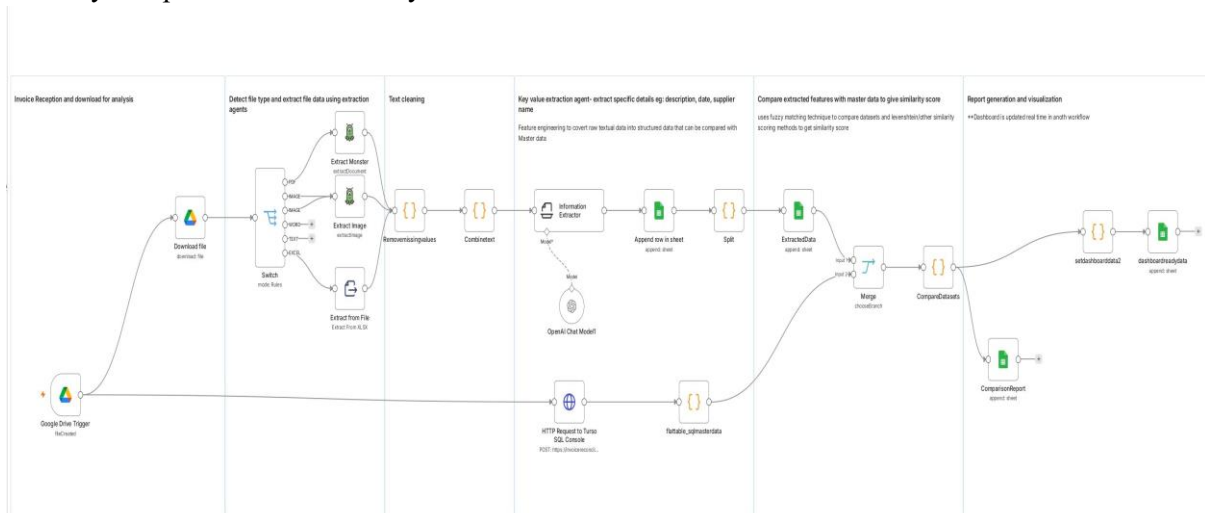 Invoice Reception and download for analysis
Detect file type and extract file data using extraction
agents
Text cleaning
Key value extraction agent- extract specific details eg: description, date, supplier
name
Feature engineering to covert raw textual data into structured data that can be compared with
Master data
Compare extracted features with master data to give similarity score
uses fuzzy matching technique to compare datasets and levenshtein/other similarity
scoring methods to get similarity score
Report generation and visualization
**Dashboard is updated real time in anoth workflow
Google Drive Trigger
fileCreated
Download file
download: file
Switch
mode: Rules
PDF
IMAGE
IMAGE
WORD
TEXT
EXCEL
Extract Monster
extractDocument
Extract Image
extractImage
Extract from File
Extract From XLSX
Removemissingvalues
Combinetext
Information
Extractor
Model*
Model
OpenAI Chat Model1
Append row in sheet
append: sheet
Split
ExtractedData
append: sheet
HTTP Request to Turso
SQL Console
flattable_sqlmasterdata
Input 1
Input 2
Merge
chooseBranch
CompareDatasets
setdashboarddata2
dashboardreadydata
append: sheet
ComparisonReport
append: sheet